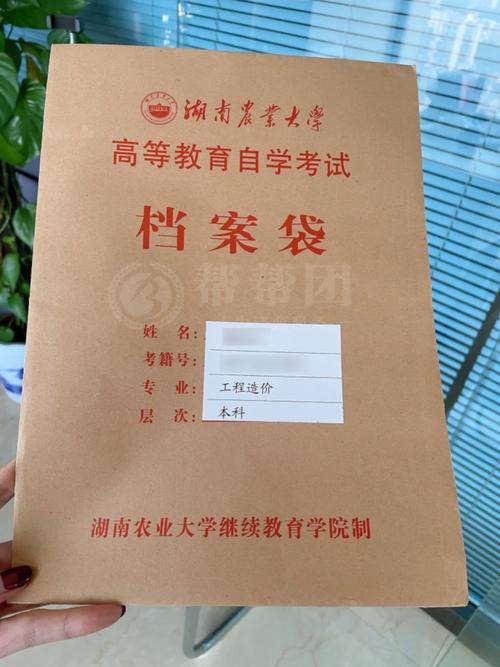 湖南农业大学
高等教育自学考试
档案袋
帮帮团
姓名:
考籍号:
专业: 工程造价
层次: 本科
湖南农业大学继续教育学院制